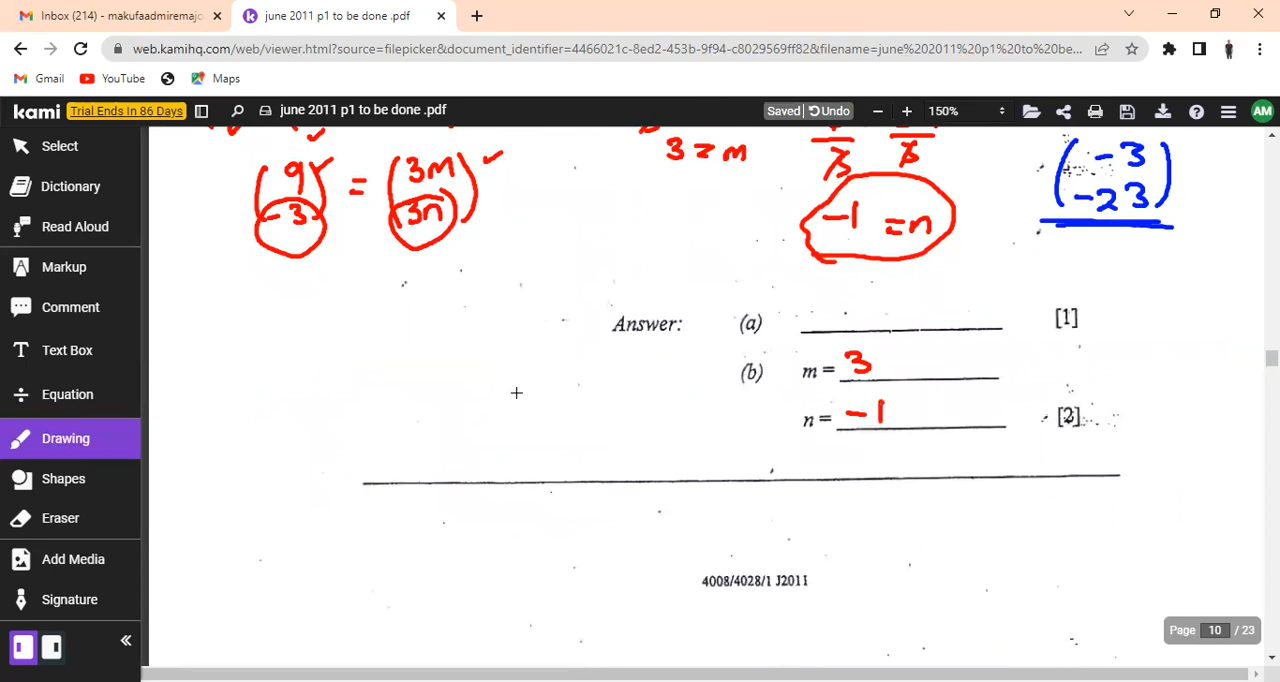 Inbox (214) - makufaadmiremajo
june 2011 p1 to be done .pdf
web.kamihq.com/web/viewer.html?source=filepicker&document_identifier=4466021c-8ed2-453b-9f94-c8029569ff82&filename=june%202011%20p1%20to%20be...
Gmail
YouTube
Maps
kami
Trial Ends In 86 Days
june 2011 p1 to be done .pdf
Saved
Undo
150%
AM
Select
Dictionary
Read Aloud
Markup
Comment
Text Box
Equation
Drawing
Shapes
Eraser
Add Media
Signature
3 = m
(9 -3) = (3m 3n)
-1 = n
(-3 -23)
Answer: (a) [1]
(b) m = 3
n = -1 [2]
4008/4028/1 J2011
Page 10 / 23